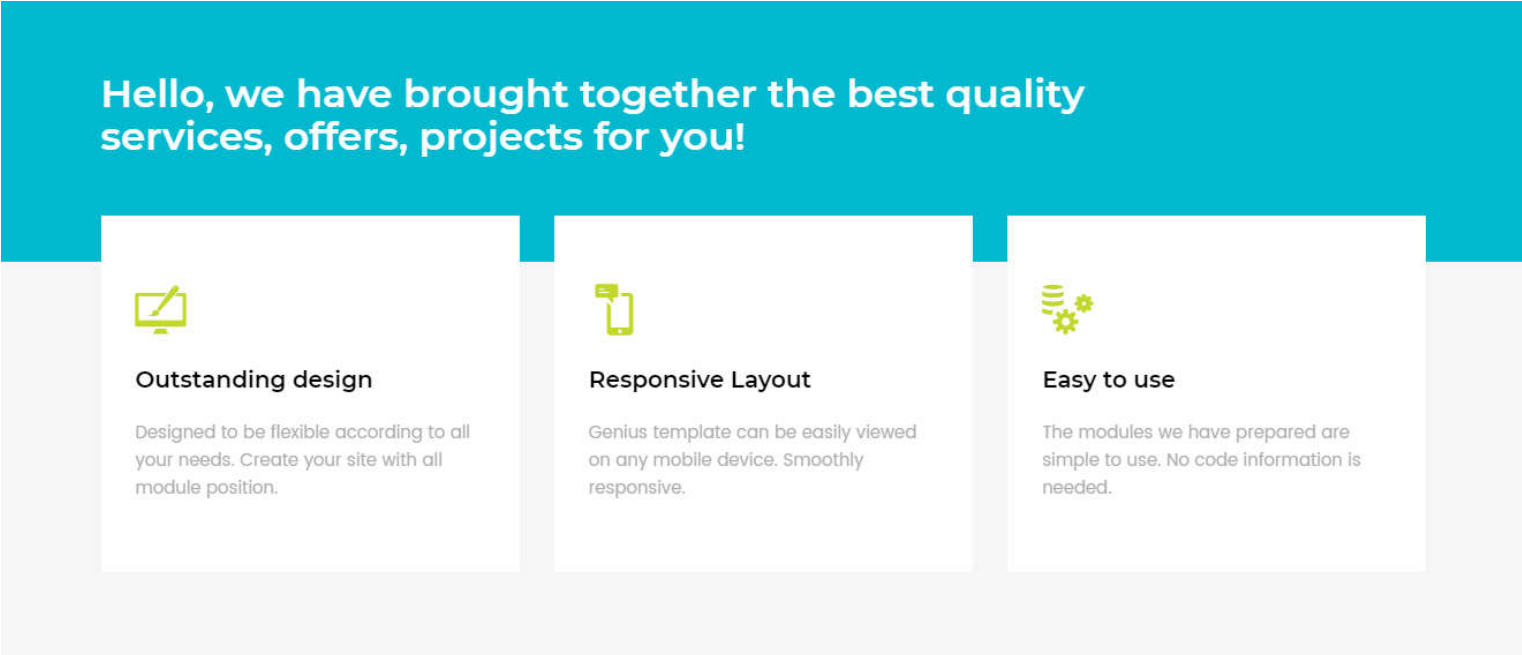 Hello, we have brought together the best quality
services, offers, projects for you!
Outstanding design
Designed to be flexible according to all
your needs. Create your site with all
module position.
Responsive Layout
Genius template can be easily viewed
on any mobile device. Smoothly
responsive.
Easy to use
The modules we have prepared are
simple to use. No code information is
needed.